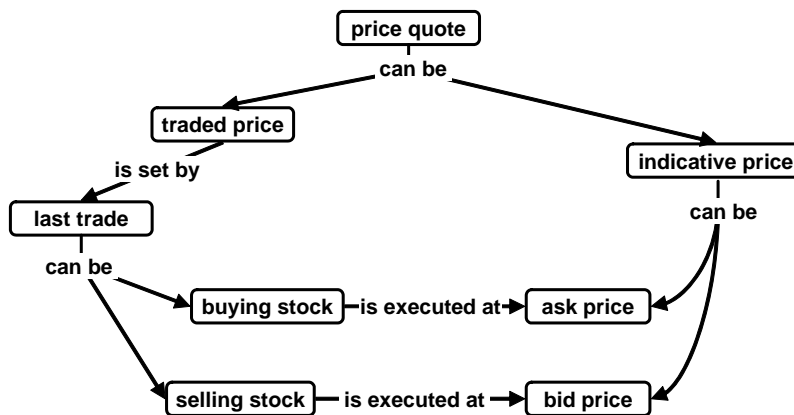 price quote
can be
traded price
is set by
indicative price
last trade
can be
can be
buying stock is executed at ask price
selling stock is executed at bid price